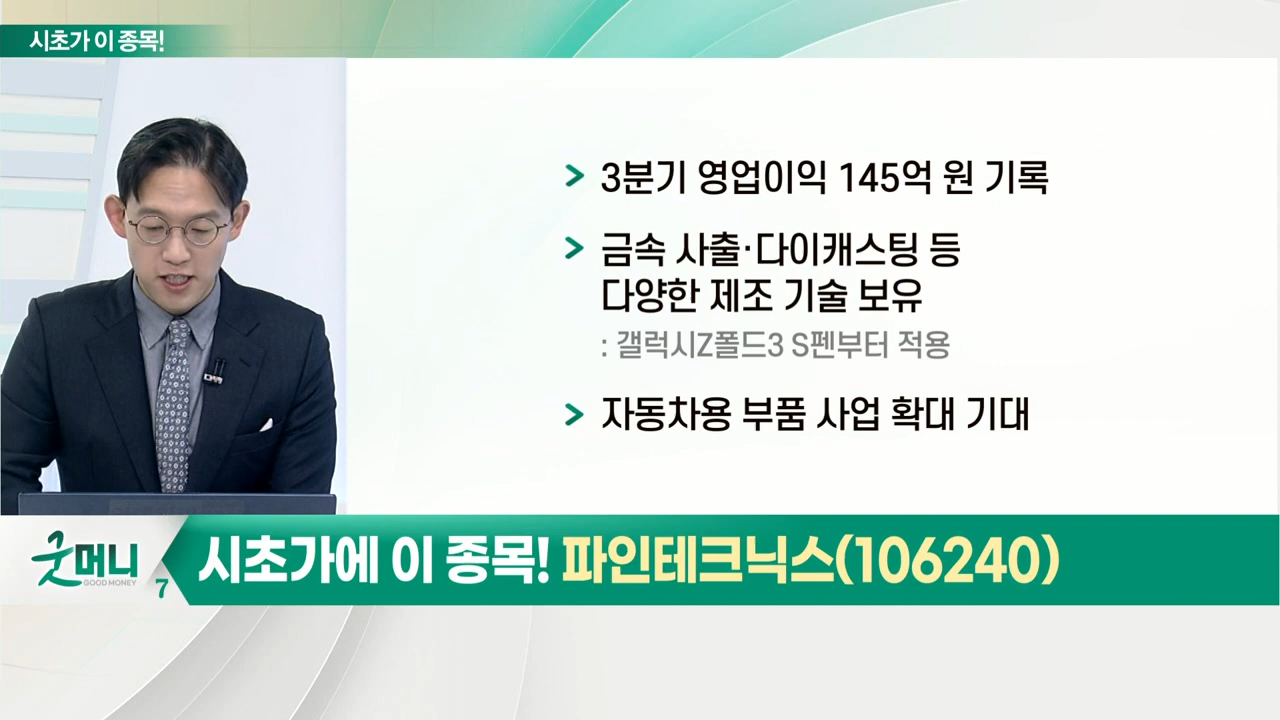 시초가 이 종목!
> 3분기 영업이익 145억 원 기록
> 금속 사출·다이캐스팅 등
다양한 제조 기술 보유
: 갤럭시Z폴드3 S펜부터 적용
> 자동차용 부품 사업 확대 기대
굿머니
GOOD MONEY
7
시초가에 이 종목! 파인테크닉스(106240)